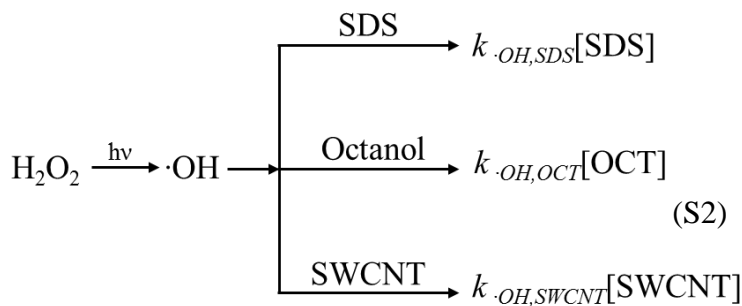 SDS
k ·OH,SDS[SDS]
H2O2 hν ·OH Octanol k ·OH,OCT[OCT]
(S2)
SWCNT
k ·OH,SWCNT[SWCNT]